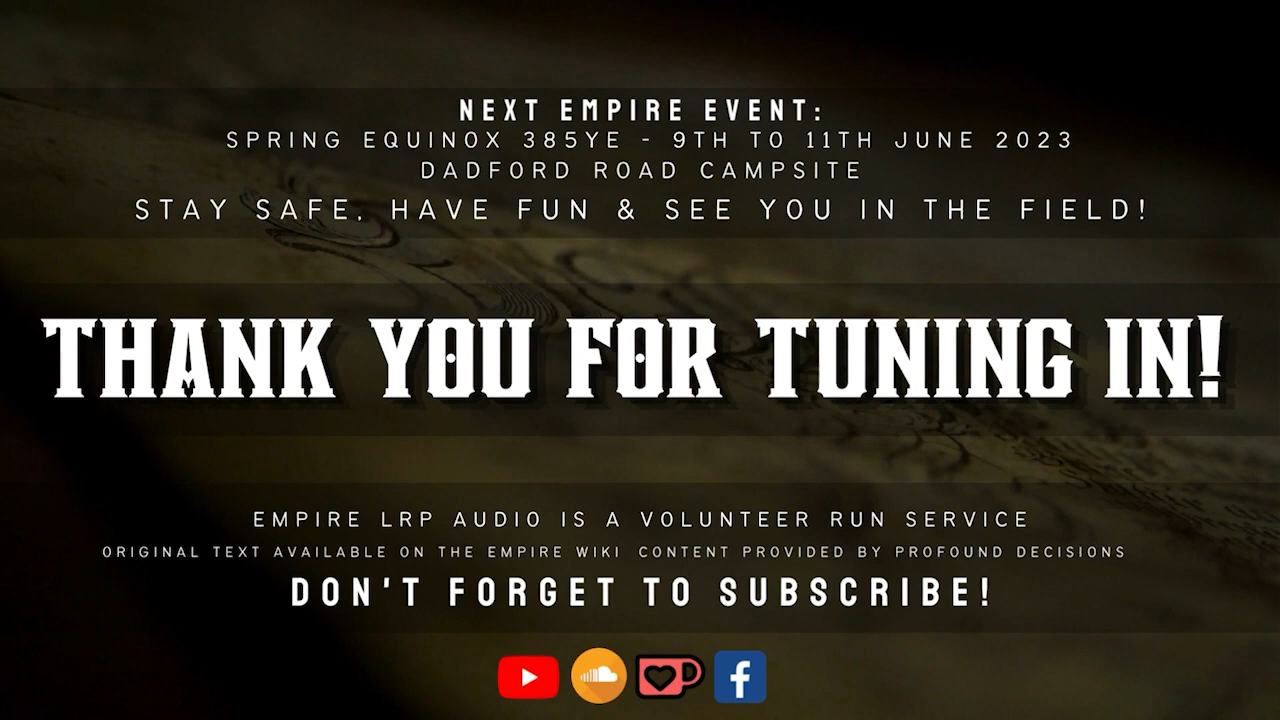 NEXT EMPIRE EVENT:
SPRING EQUINOX 385YE - 9TH TO 11TH JUNE 2023
DADFORD ROAD CAMPSITE
STAY SAFE, HAVE FUN & SEE YOU IN THE FIELD!
THANK YOU FOR TUNING IN!
EMPIRE LRP AUDIO IS A VOLUNTEER RUN SERVICE
ORIGINAL TEXT AVAILABLE ON THE EMPIRE WIKI CONTENT PROVIDED BY PROFOUND DECISIONS
DON'T FORGET TO SUBSCRIBE!